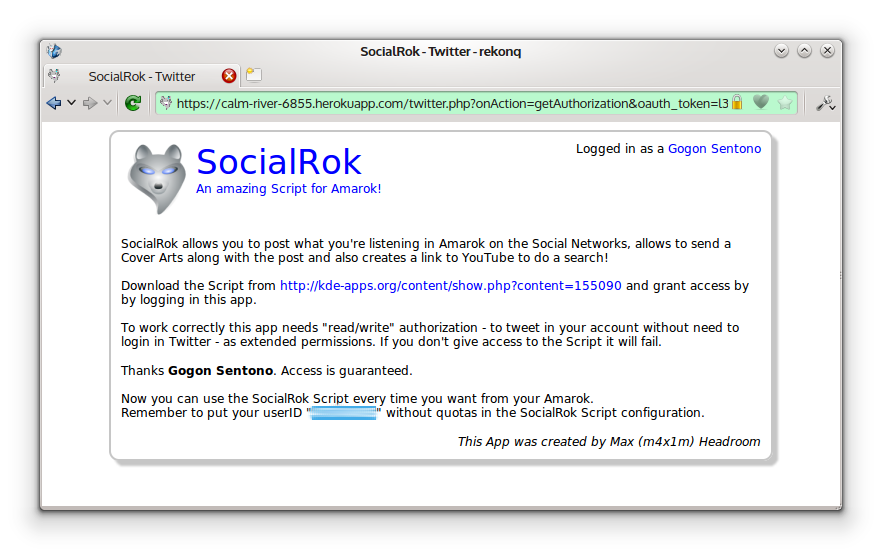 SocialRok - Twitter - rekonq
SocialRok - Twitter
https://calm-river-6855.herokuapp.com/twitter.php?onAction=getAuthorization&oauth_token=l3
Logged in as a Gogon Sentono
SocialRok
An amazing Script for Amarok!
SocialRok allows you to post what you're listening in Amarok on the Social Networks, allows to send a
Cover Arts along with the post and also creates a link to YouTube to do a search!
Download the Script from http://kde-apps.org/content/show.php?content=155090 and grant access by
by logging in this app.
To work correctly this app needs "read/write" authorization - to tweet in your account without need to
login in Twitter - as extended permissions. If you don't give access to the Script it will fail.
Thanks Gogon Sentono. Access is guaranteed.
Now you can use the SocialRok Script every time you want from your Amarok.
Remember to put your userID "" without quotas in the SocialRok Script configuration.
This App was created by Max (m4x1m) Headroom